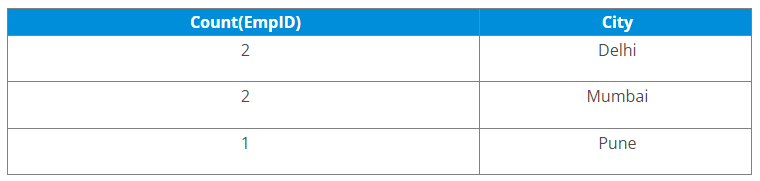 Count(EmpID) City
2 Delhi
2 Mumbai
1 Pune